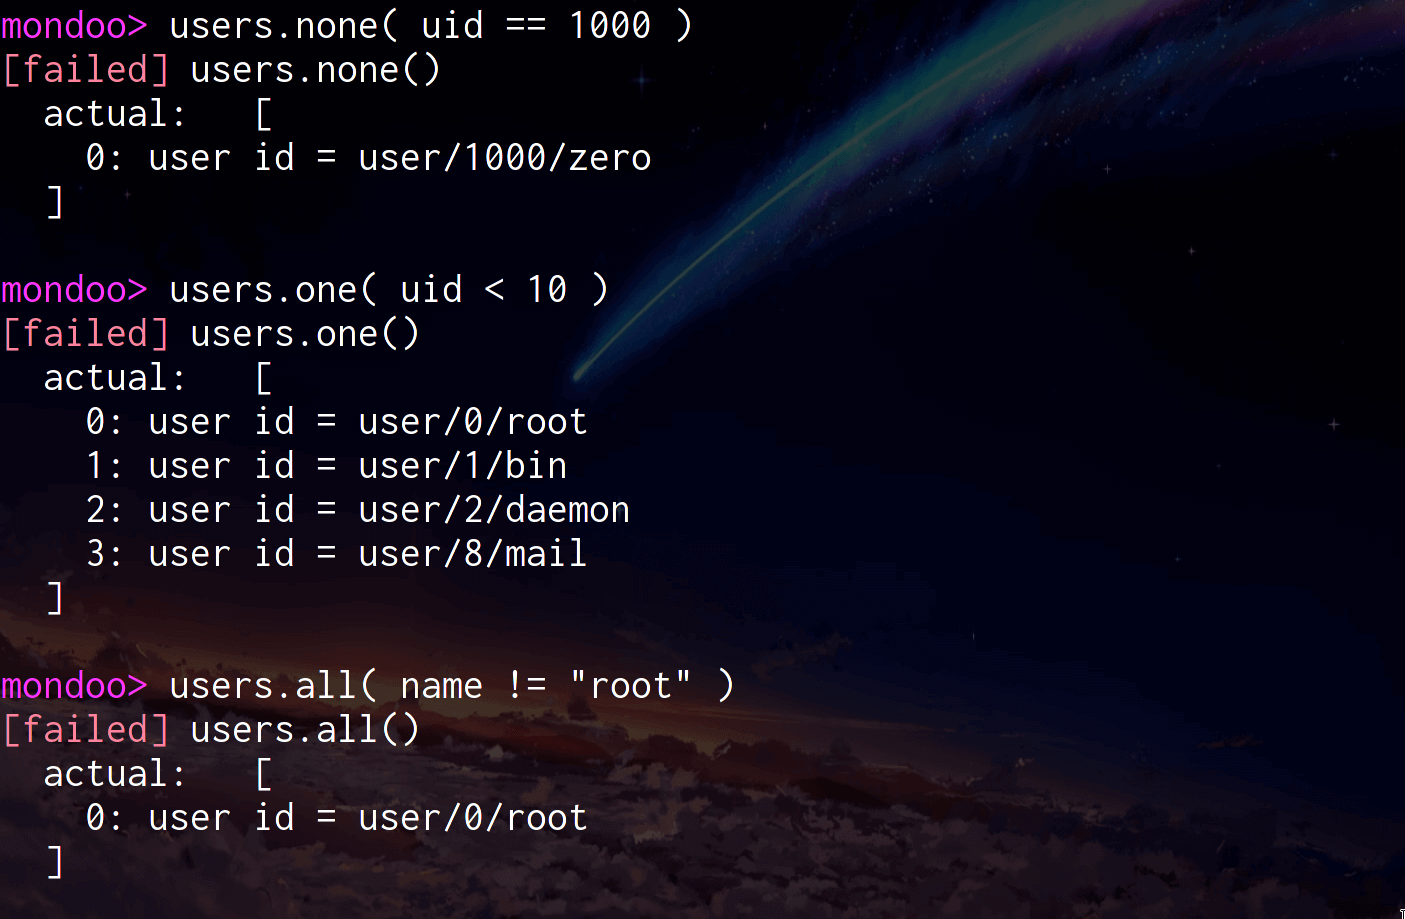 mondoo> users.none( uid == 1000 )
[failed] users.none()
  actual:   [
    0: user id = user/1000/zero
  ]
mondoo> users.one( uid < 10 )
[failed] users.one()
  actual:   [
    0: user id = user/0/root
    1: user id = user/1/bin
    2: user id = user/2/daemon
    3: user id = user/8/mail
  ]
mondoo> users.all( name != "root" )
[failed] users.all()
  actual:   [
    0: user id = user/0/root
  ]